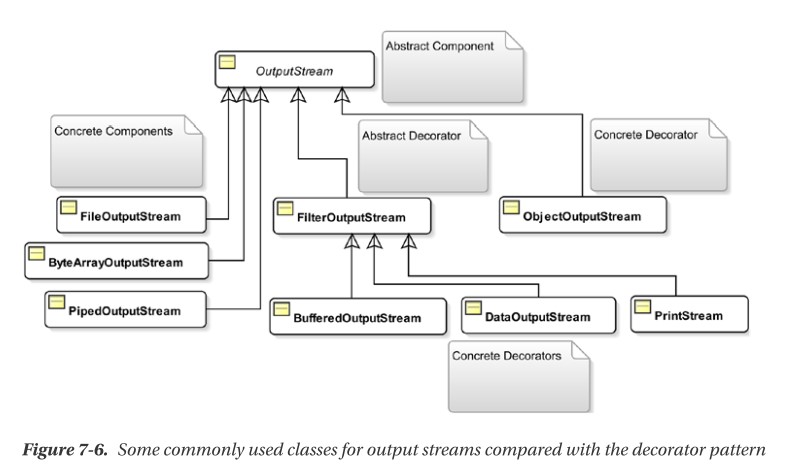 OutputStream
Abstract Component
Concrete Components
Abstract Decorator
Concrete Decorator
FileOutputStream
FilterOutputStream
ObjectOutputStream
ByteArrayOutputStream
PipedOutputStream
BufferedOutputStream
DataOutputStream
PrintStream
Concrete Decorators
Figure 7-6. Some commonly used classes for output streams compared with the decorator pattern